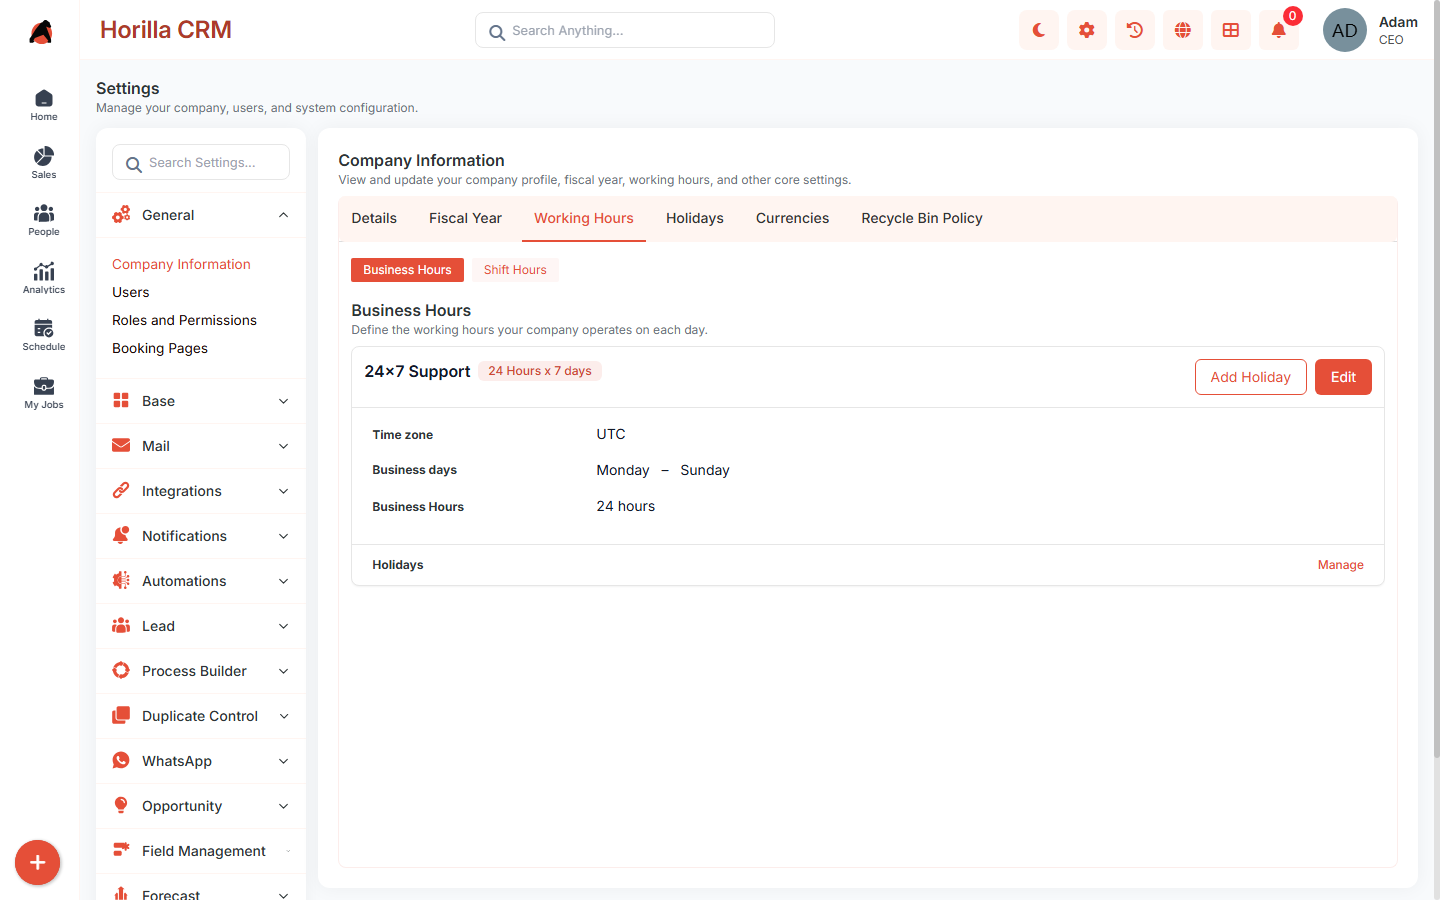 Horilla CRM
Search Anything...
0
AD
Adam
CEO
Home
Sales
People
Analytics
Schedule
My Jobs
Settings
Manage your company, users, and system configuration.
Search Settings...
General
Company Information
Users
Roles and Permissions
Booking Pages
Base
Mail
Integrations
Notifications
Automations
Lead
Process Builder
Duplicate Control
WhatsApp
Opportunity
Field Management
Forecast
Company Information
View and update your company profile, fiscal year, working hours, and other core settings.
Details Fiscal Year Working Hours Holidays Currencies Recycle Bin Policy
Business Hours Shift Hours
Business Hours
Define the working hours your company operates on each day.
24×7 Support 24 Hours x 7 days Add Holiday Edit
Time zone UTC
Business days Monday – Sunday
Business Hours 24 hours
Holidays Manage